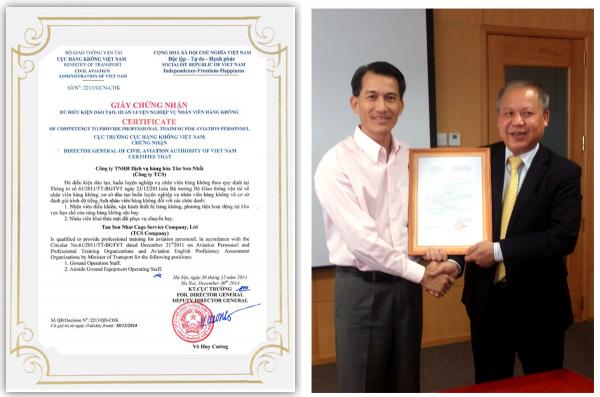 BỘ GIAO THÔNG VẬN TẢI
CỤC HÀNG KHÔNG VIỆT NAM
MINISTRY OF TRANSPORT
CIVIL AVIATION
ADMINISTRATION OF VIET NAM
CỘNG HOÀ XÃ HỘI CHỦ NGHĨA VIỆT NAM
Độc lập - Tự do - Hạnh phúc
SOCIALIST REPUBLIC OF VIET NAM
Independence-Freedom-Happiness
Số/Nº: 2213/GCN-CHK
GIẤY CHỨNG NHẬN
ĐỦ ĐIỀU KIỆN ĐÀO TẠO, HUẤN LUYỆN NGHIỆP VỤ NHÂN VIÊN HÀNG KHÔNG
CERTIFICATE
OF COMPETENCE TO PROVIDE PROFESSIONAL TRAINING FOR AVIATION PERSONNEL
CỤC TRƯỞNG CỤC HÀNG KHÔNG VIỆT NAM
CHỨNG NHẬN
DIRECTOR GENERAL OF CIVIL AVIATION AUTHORITY OF VIET NAM
CERTIFIES THAT
Công ty TNHH Dịch vụ hàng hóa Tân Sơn Nhất
(Công ty TCS)
Đủ điều kiện đào tạo, huấn luyện nghiệp vụ nhân viên hàng không theo quy định tại
Thông tư số 61/2011/TT-BGTVT ngày 21/12/2011của Bộ trưởng Bộ Giao thông vận tải về
nhân viên hàng không; cơ sở đào tạo huấn luyện nghiệp vụ nhân viên hàng không và cơ sở
đánh giá trình độ tiếng Anh nhân viên hàng không đối với các chức danh:
1. Nhân viên điều khiển, vận hành thiết bị hàng không, phương tiện hoạt động tại khu
vực hạn chế của cảng hàng không sân bay.
2. Nhân viên khai thác mặt đất phục vụ chuyến bay.
Tan Son Nhat Cago Service Company, Ltd
(TCS Company)
Is qualified to provide professional training for aviation personnel, in accordance with the
Circular No.61/2011/TT-BGTVT dated December 21st2011 on Aviation Personnel and
Professional Training Organizations and Aviation English Proficiency Assessment
Organizations by Minister of Transport for the following positions:
1. Ground Operation Staff.
2. Airside Ground Equipment Operating Staff.
Hà Nội, ngày 30 tháng 12 năm 2014
Ha Noi, December 30th 2014
KT.CỤC TRƯỞNG
FOR. DIRECTOR GENERAL
DEPUTY DIRECTOR GENERAL
Số QĐ/Decision Nº: 2213/QĐ-CHK
Có giá trị từ ngày (Validity from): 30/12/2014
Võ Huy Cường